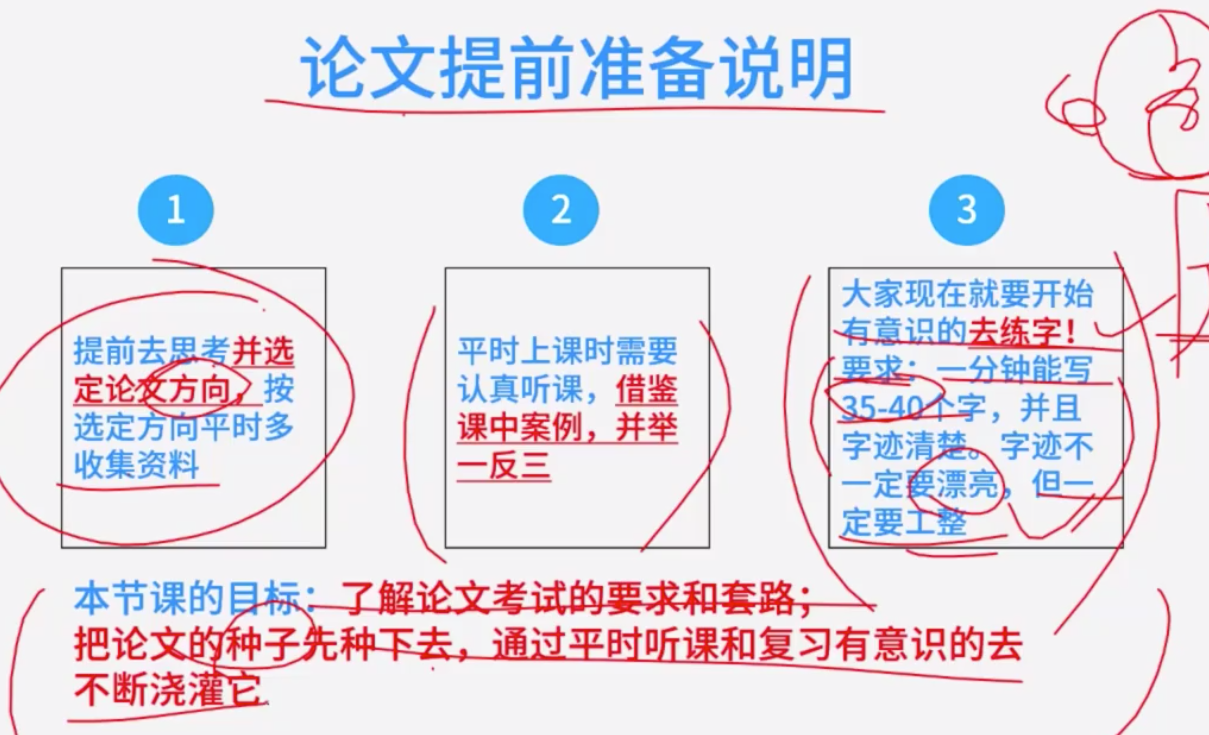 论文提前准备说明
1
提前去思考并选
定论文方向，按
选定方向平时多
收集资料
2
平时上课时需要
认真听课，借鉴
课中案例，并举
一反三
3
大家现在就要开始
有意识的去练字！
要求：一分钟能写
35-40个字，并且
字迹清楚。字迹不
一定要漂亮，但一
定要工整
本节课的目标：了解论文考试的要求和套路；
把论文的种子先种下去，通过平时听课和复习有意识的去
不断浇灌它